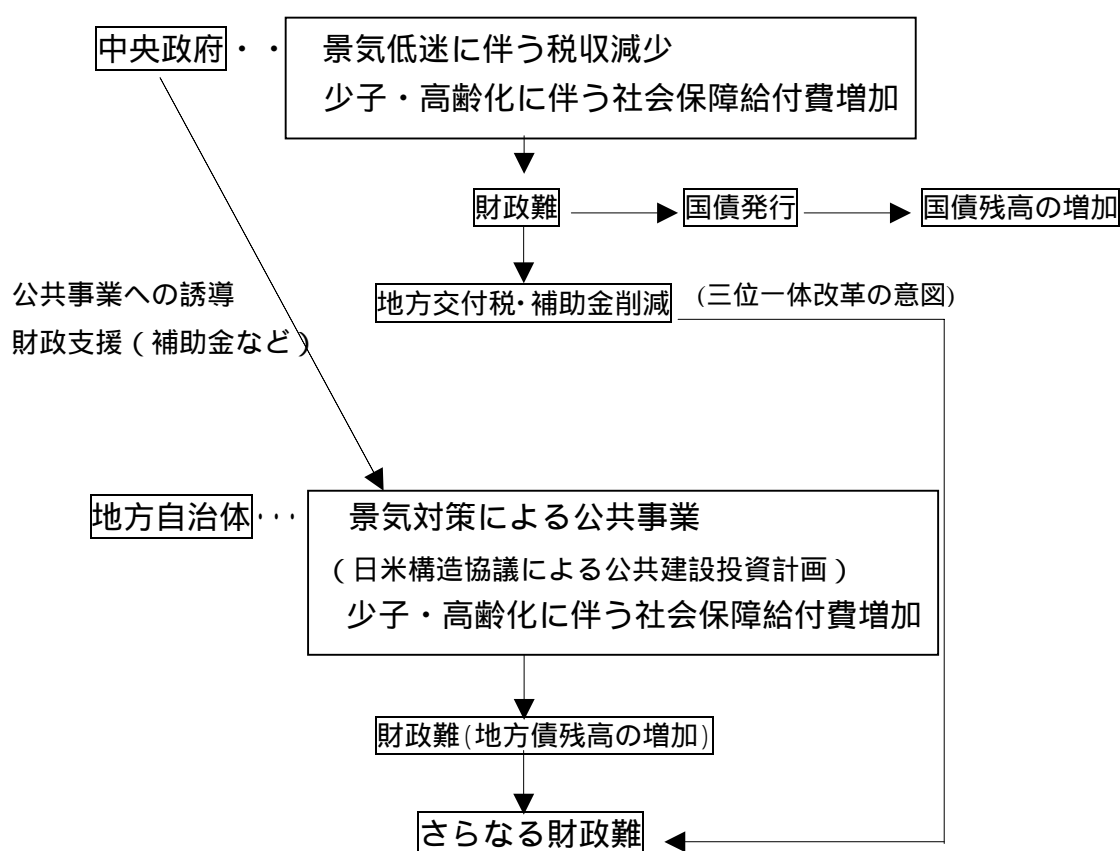 中央政府・・
景気低迷に伴う税収減少
少子・高齢化に伴う社会保障給付費増加
財政難
国債発行
国債残高の増加
地方交付税・補助金削減
(三位一体改革の意図)
公共事業への誘導
財政支援(補助金など)
地方自治体･･･
景気対策による公共事業
(日米構造協議による公共建設投資計画)
少子・高齢化に伴う社会保障給付費増加
財政難(地方債残高の増加)
さらなる財政難